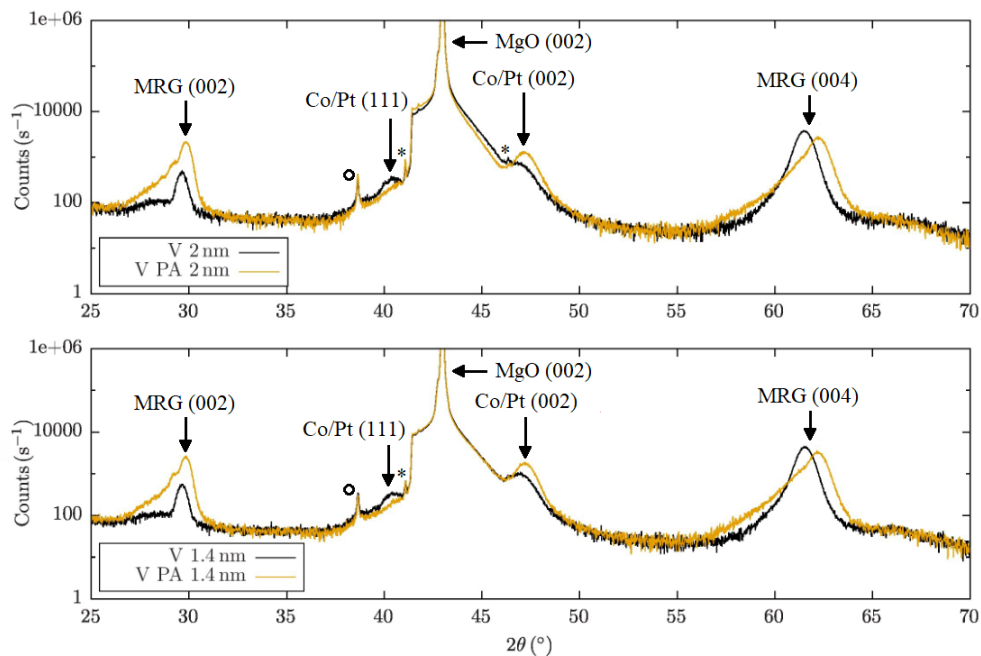 1e+06
MgO (002)
MRG (002)
Co/Pt (002)
MRG (004)
Co/Pt (111)
10000
Counts (s⁻¹)
*
*
100
V 2 nm
V PA 2 nm
1
25 30 35 40 45 50 55 60 65 70
1e+06
MgO (002)
MRG (002)
Co/Pt (002)
MRG (004)
Co/Pt (111)
10000
Counts (s⁻¹)
*
100
V 1.4 nm
V PA 1.4 nm
1
25 30 35 40 45 50 55 60 65 70
2θ (°)